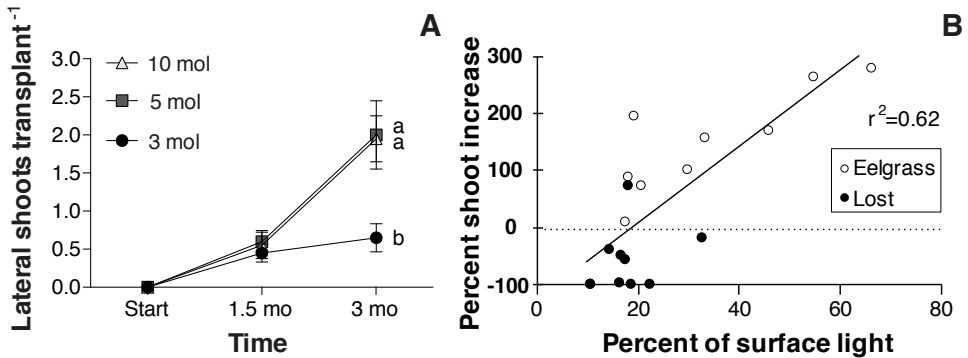 A
Lateral shoots transplant-1
3.0
2.5
2.0
1.5
1.0
0.5
0.0
10 mol
5 mol
3 mol
a
a
b
Start
1.5 mo
3 mo
Time
B
Percent shoot increase
300
200
100
0
-100
r2=0.62
Eelgrass
Lost
0
20
40
60
80
Percent of surface light